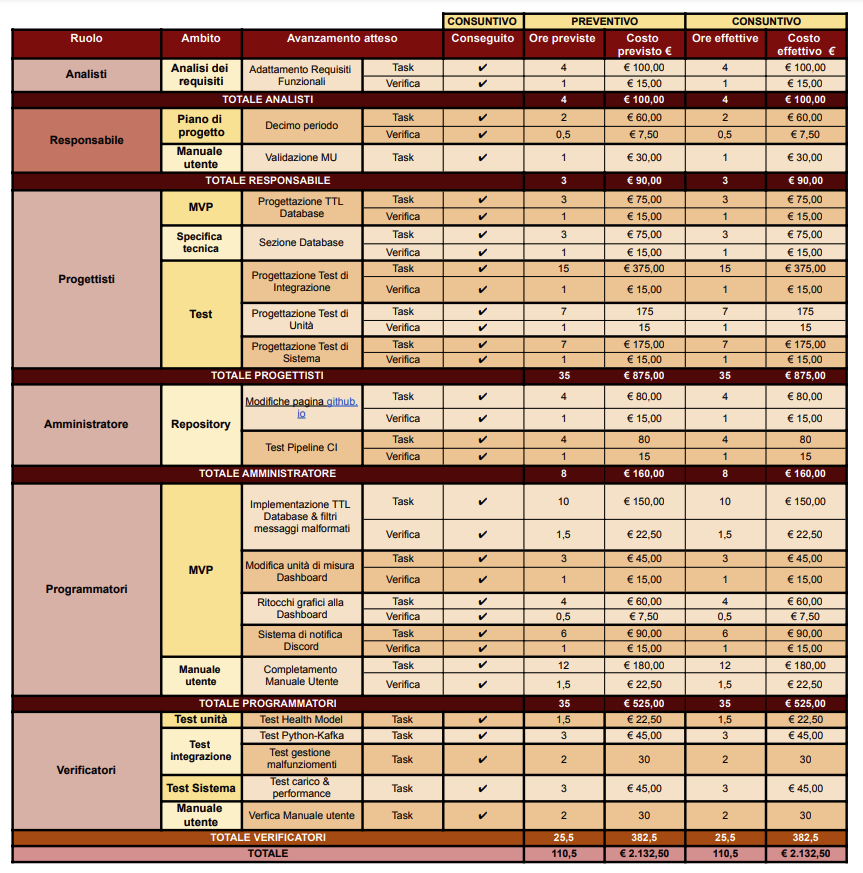 CONSUNTIVO PREVENTIVO CONSUNTIVO
Ruolo Ambito Avanzamento atteso Conseguito Ore previste Costo previsto € Ore effettive Costo effettivo €
Analisti Analisi dei requisiti Adattamento Requisiti Funzionali Task ✔ 4 € 100,00 4 € 100,00
Verifica ✔ 1 € 15,00 1 € 15,00
TOTALE ANALISTI 4 € 100,00 4 € 100,00
Responsabile Piano di progetto Decimo periodo Task ✔ 2 € 60,00 2 € 60,00
Verifica ✔ 0,5 € 7,50 0,5 € 7,50
Manuale utente Validazione MU Task ✔ 1 € 30,00 1 € 30,00
TOTALE RESPONSABILE 3 € 90,00 3 € 90,00
Progettisti MVP Progettazione TTL Database Task ✔ 3 € 75,00 3 € 75,00
Verifica ✔ 1 € 15,00 1 € 15,00
Specifica tecnica Sezione Database Task ✔ 3 € 75,00 3 € 75,00
Verifica ✔ 1 € 15,00 1 € 15,00
Test Progettazione Test di Integrazione Task ✔ 15 € 375,00 15 € 375,00
Verifica ✔ 1 € 15,00 1 € 15,00
Progettazione Test di Unità Task ✔ 7 175 7 175
Verifica ✔ 1 15 1 15
Progettazione Test di Sistema Task ✔ 7 € 175,00 7 € 175,00
Verifica ✔ 1 € 15,00 1 € 15,00
TOTALE PROGETTISTI 35 € 875,00 35 € 875,00
Amministratore Repository Modifiche pagina github.io Task ✔ 4 € 80,00 4 € 80,00
Verifica ✔ 1 € 15,00 1 € 15,00
Test Pipeline CI Task ✔ 4 80 4 80
Verifica ✔ 1 15 1 15
TOTALE AMMINISTRATORE 8 € 160,00 8 € 160,00
Programmatori MVP Implementazione TTL Database & filtri messaggi malformati Task ✔ 10 € 150,00 10 € 150,00
Verifica ✔ 1,5 € 22,50 1,5 € 22,50
Modifica unità di misura Dashboard Task ✔ 3 € 45,00 3 € 45,00
Verifica ✔ 1 € 15,00 1 € 15,00
Ritocchi grafici alla Dashboard Task ✔ 4 € 60,00 4 € 60,00
Verifica ✔ 0,5 € 7,50 0,5 € 7,50
Sistema di notifica Discord Task ✔ 6 € 90,00 6 € 90,00
Verifica ✔ 1 € 15,00 1 € 15,00
Manuale utente Completamento Manuale Utente Task ✔ 12 € 180,00 12 € 180,00
Verifica ✔ 1,5 € 22,50 1,5 € 22,50
TOTALE PROGRAMMATORI 35 € 525,00 35 € 525,00
Verificatori Test unità Test Health Model Task ✔ 1,5 € 22,50 1,5 € 22,50
Test integrazione Test Python-Kafka Task ✔ 3 € 45,00 3 € 45,00
Test gestione malfunziomenti Task ✔ 2 30 2 30
Test Sistema Test carico & performance Task ✔ 3 € 45,00 3 € 45,00
Manuale utente Verfica Manuale utente Task ✔ 2 30 2 30
TOTALE VERIFICATORI 25,5 382,5 25,5 382,5
TOTALE 110,5 € 2.132,50 110,5 € 2.132,50